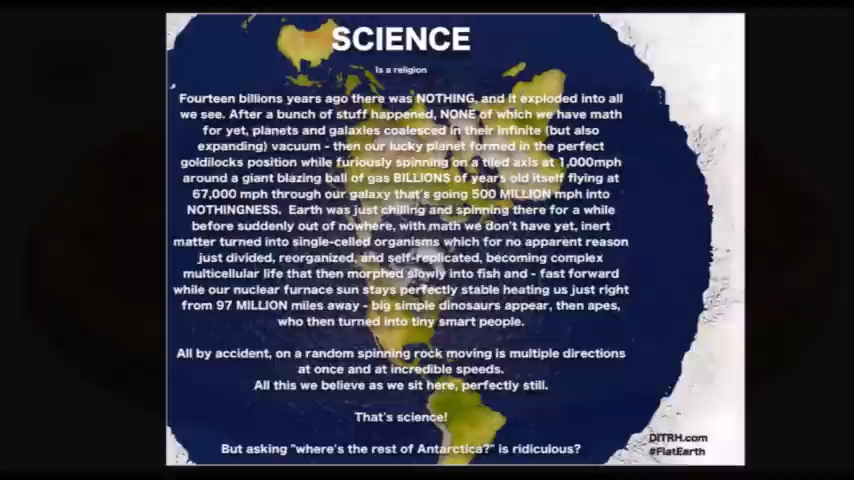 SCIENCE
Is a religion
Fourteen billions years ago there was NOTHING, and it exploded into all
we see. After a bunch of stuff happened, NONE of which we have math
for yet, planets and galaxies coalesced in their infinite (but also
expanding) vacuum - then our lucky planet formed in the perfect
goldilocks position while furiously spinning on a tiled axis at 1,000mph
around a giant blazing ball of gas BILLIONS of years old itself flying at
67,000 mph through our galaxy that's going 500 MILLION mph into
NOTHINGNESS. Earth was just chilling and spinning there for a while
before suddenly out of nowhere, with math we don't have yet, inert
matter turned into single-celled organisms which for no apparent reason
just divided, reorganized, and self-replicated, becoming complex
multicellular life that then morphed slowly into fish and - fast forward
while our nuclear furnace sun stays perfectly stable heating us just right
from 97 MILLION miles away - big simple dinosaurs appear, then apes,
who then turned into tiny smart people.
All by accident, on a random spinning rock moving is multiple directions
at once and at incredible speeds.
All this we believe as we sit here, perfectly still.
That's science!
But asking "where's the rest of Antarctica?" is ridiculous?
DITRH.com
#FlatEarth